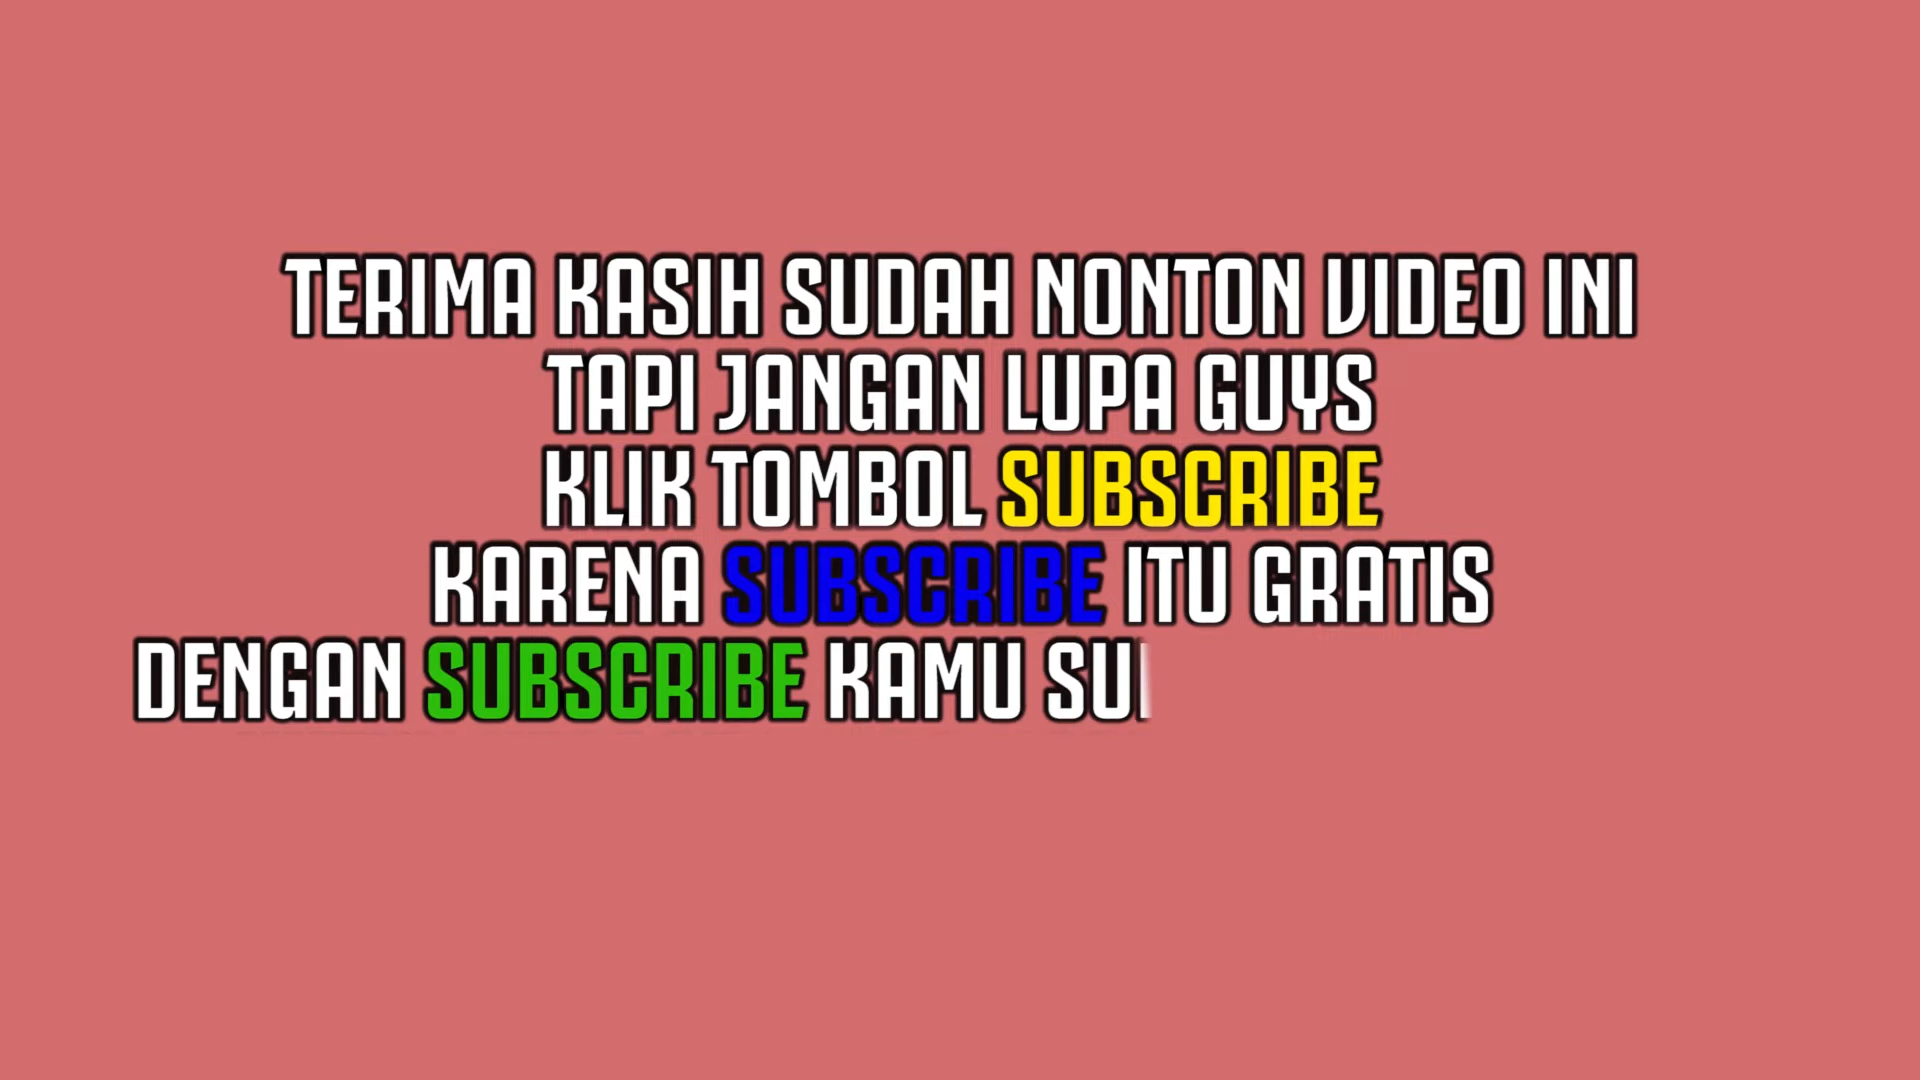 TERIMA KASIH SUDAH NONTON VIDEO INI
TAPI JANGAN LUPA GUYS
KLIK TOMBOL SUBSCRIBE
KARENA SUBSCRIBE ITU GRATIS
DENGAN SUBSCRIBE KAMU